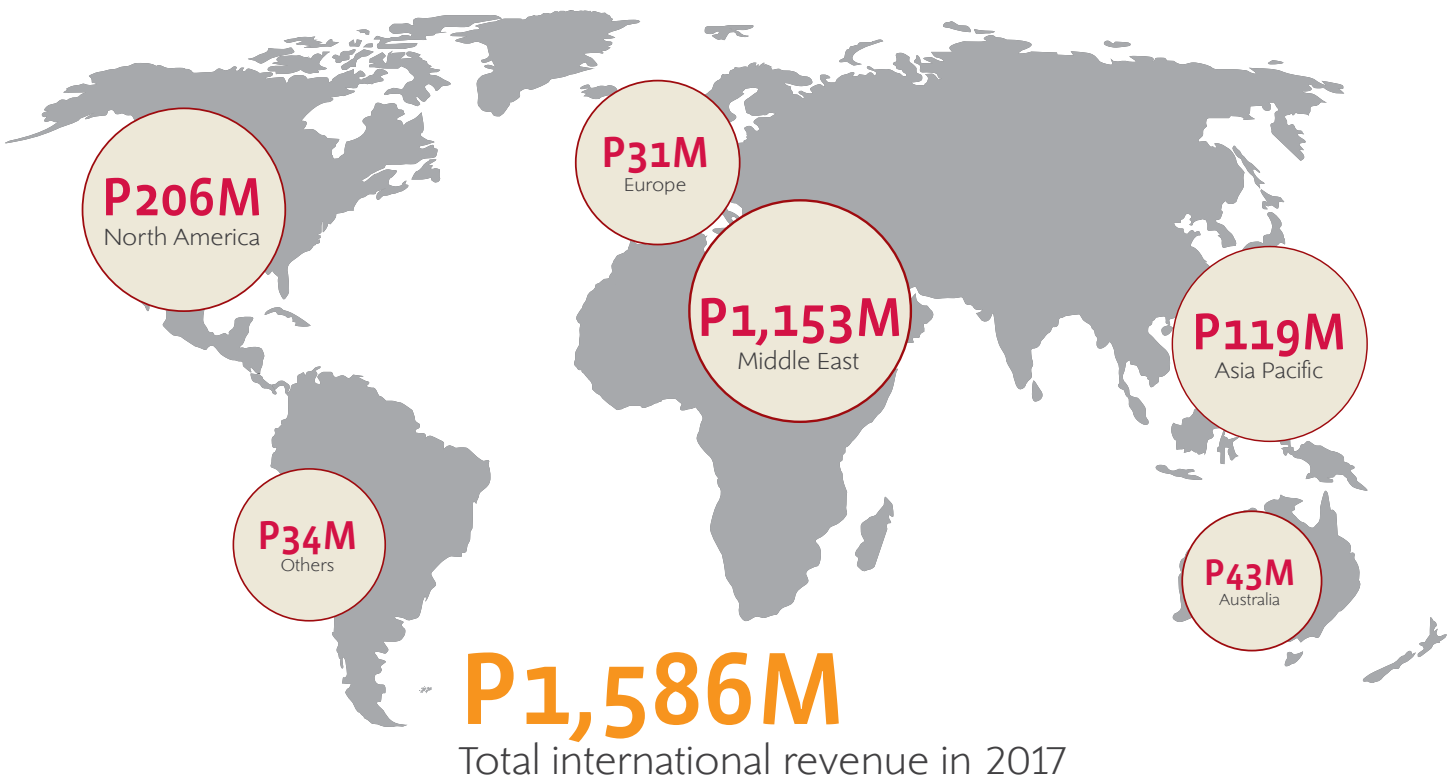 P31M
Europe
P206M
North America
P1,153M
Middle East
P119M
Asia Pacific
P34M
Others
P43M
Australia
P1,586M
Total international revenue in 2017